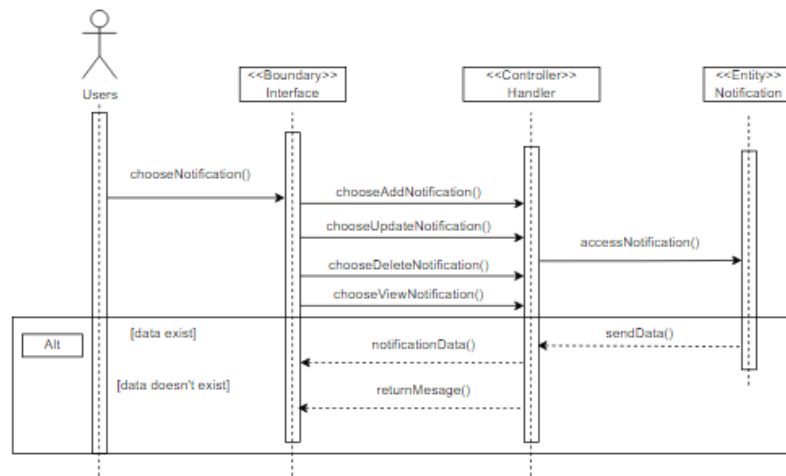 <<Boundary>>
Interface
<<Controller>>
Handler
<<Entity>>
Notification
Users
chooseNotification()
chooseAddNotification()
chooseUpdateNotification()
accessNotification()
chooseDeleteNotification()
chooseViewNotification()
Alt
[data exist]
sendData()
notificationData()
[data doesn't exist]
returnMesage()